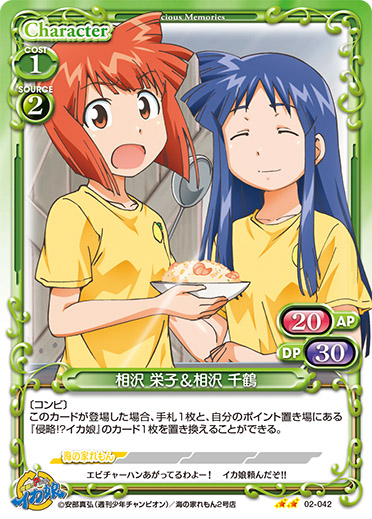 Precious Memories
Character
COST
1
SOURCE
2
20 AP
DP 30
相沢 栄子&相沢 千鶴
〔コンビ〕
このカードが登場した場合、手札1枚と、自分のポイント置き場にある
『侵略!?イカ娘』のカード1枚を置き換えることができる。
海の家れもん
エビチャーハンあがってるわよー! イカ娘頼んだぞ!!
イカ娘
©安部真弘(週刊少年チャンピオン)/海の家れもん2号店
02-042